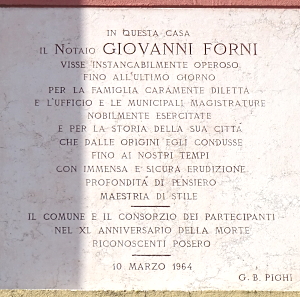 IN QUESTA CASA
IL NOTAIO GIOVANNI FORNI
VISSE INSTANCABILMENTE OPEROSO
FINO ALL'ULTIMO GIORNO
PER LA FAMIGLIA CARAMENTE DILETTA
E L'UFFICIO E LE MUNICIPALI MAGISTRATURE
NOBILMENTE ESERCITATE
E PER LA STORIA DELLA SUA CITTÀ
CHE DALLE ORIGINI EGLI CONDUSSE
FINO AI NOSTRI TEMPI
CON IMMENSA E SICURA ERUDIZIONE
PROFONDITÀ DI PENSIERO
MAESTRIA DI STILE
IL COMUNE E IL CONSORZIO DEI PARTECIPANTI
NEL XL ANNIVERSARIO DELLA MORTE
RICONOSCENTI POSERO
10 MARZO 1964
G. B. PIGHI